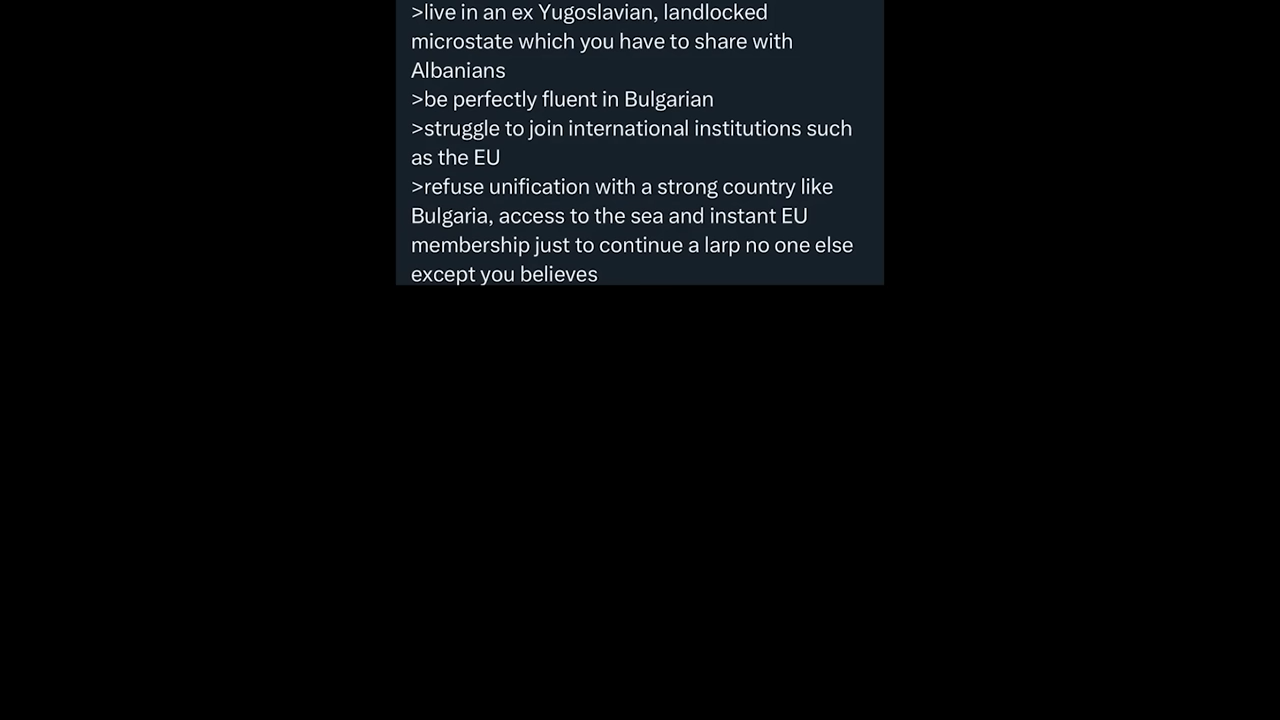 >live in an ex Yugoslavian, landlocked
microstate which you have to share with
Albanians
>be perfectly fluent in Bulgarian
>struggle to join international institutions such
as the EU
>refuse unification with a strong country like
Bulgaria, access to the sea and instant EU
membership just to continue a larp no one else
except you believes